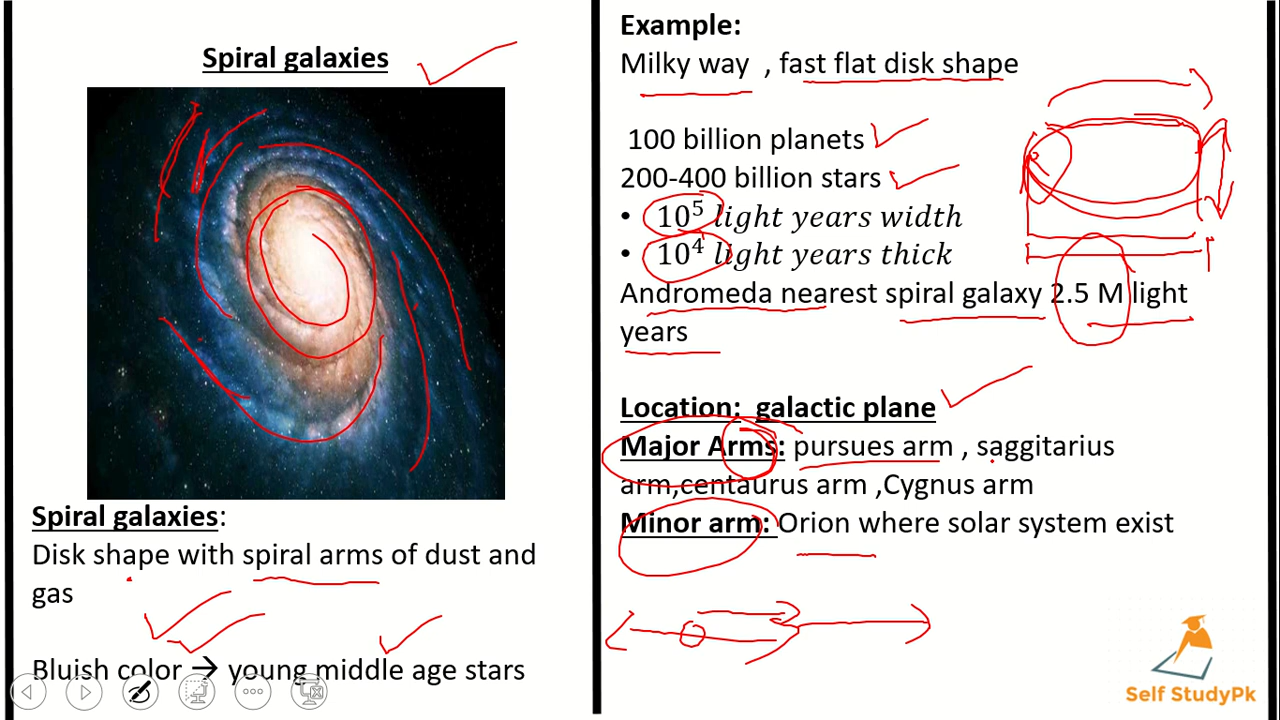 Spiral galaxies
Spiral galaxies:
Disk shape with spiral arms of dust and
gas
Bluish color → young middle age stars
Example:
Milky way , fast flat disk shape
100 billion planets
200-400 billion stars
• 10⁵ light years width
• 10⁴ light years thick
Andromeda nearest spiral galaxy 2.5 M light
years
Location: galactic plane
Major Arms: pursues arm , saggitarius
arm,centaurus arm ,Cygnus arm
Minor arm: Orion where solar system exist
Self StudyPk